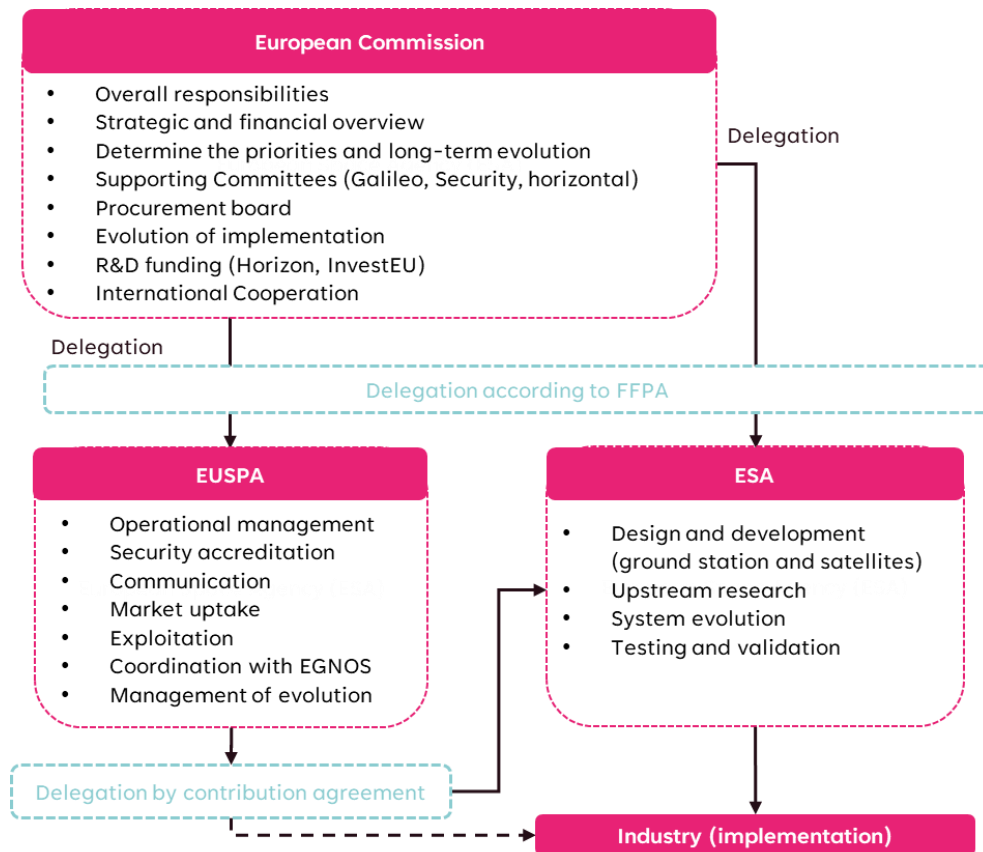 European Commission
• Overall responsibilities
• Strategic and financial overview
• Determine the priorities and long-term evolution
• Supporting Committees (Galileo, Security, horizontal)
• Procurement board
• Evolution of implementation
• R&D funding (Horizon, InvestEU)
• International Cooperation
Delegation
Delegation
Delegation according to FFPA
EUSPA
• Operational management
• Security accreditation
• Communication
• Market uptake
• Exploitation
• Coordination with EGNOS
• Management of evolution
ESA
• Design and development
(ground station and satellites)
• Upstream research
• System evolution
• Testing and validation
Delegation by contribution agreement
Industry (implementation)